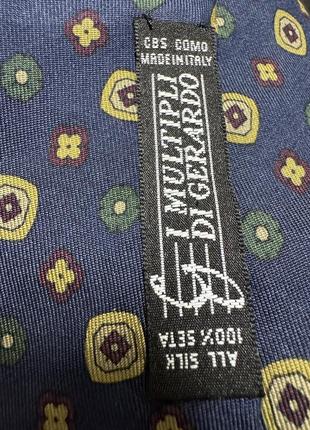 CBS COMO
MADE IN ITALY
I MULTIPLI
DI GERARDO
ALL SILK
100% SETA